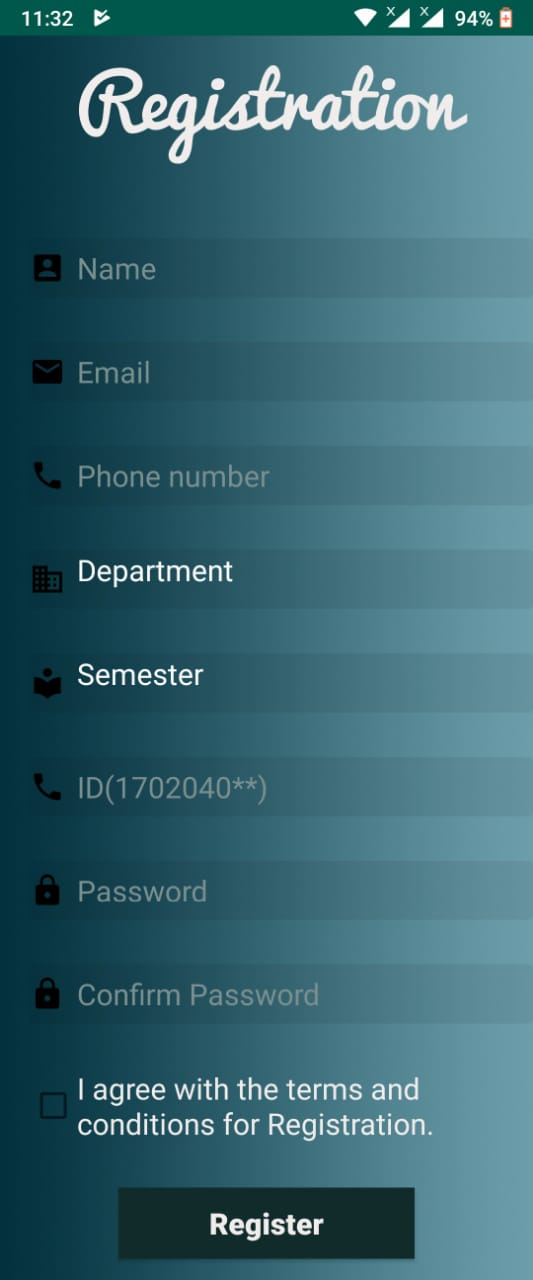 11:32
94%
Registration
Name
Email
Phone number
Department
Semester
ID(1702040**)
Password
Confirm Password
I agree with the terms and
conditions for Registration.
Register